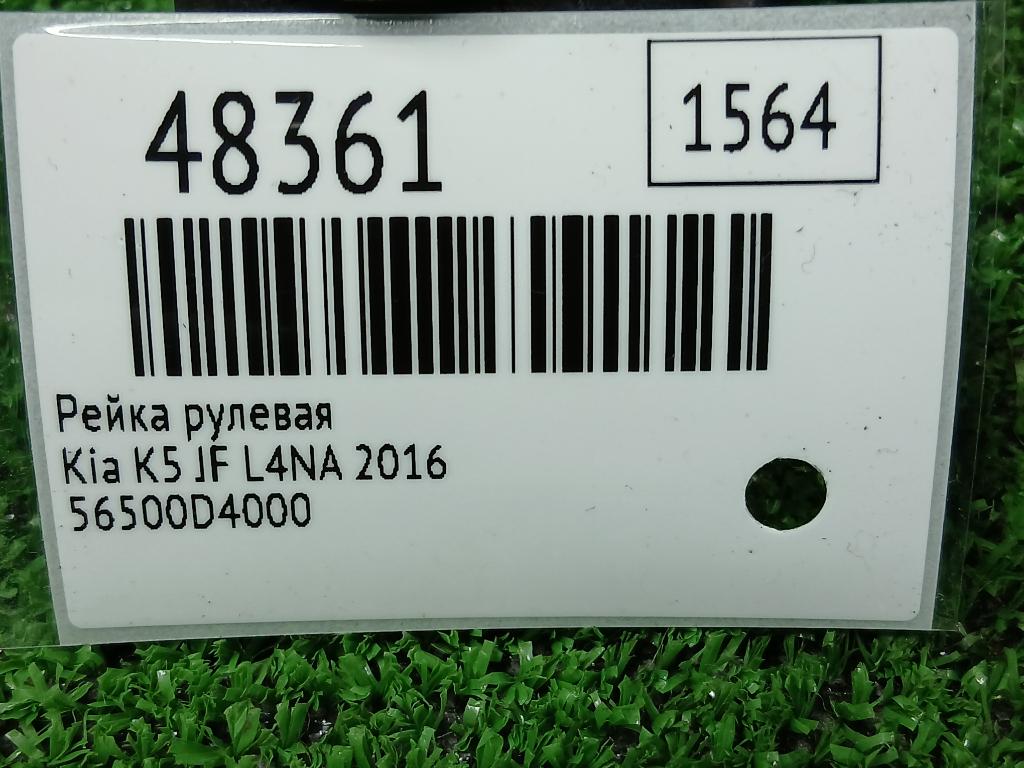 48361
1564
Рейка рулевая
Kia K5 JF L4NA 2016
56500D4000